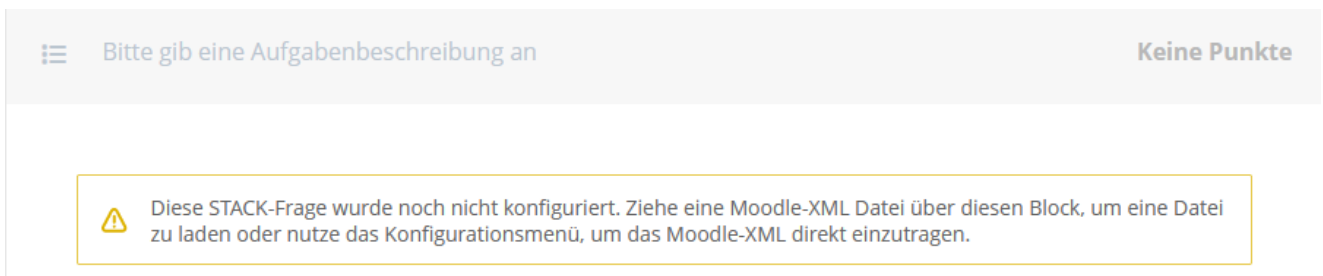 Bitte gib eine Aufgabenbeschreibung an
Keine Punkte
Diese STACK-Frage wurde noch nicht konfiguriert. Ziehe eine Moodle-XML Datei über diesen Block, um eine Datei
zu laden oder nutze das Konfigurationsmenü, um das Moodle-XML direkt einzutragen.